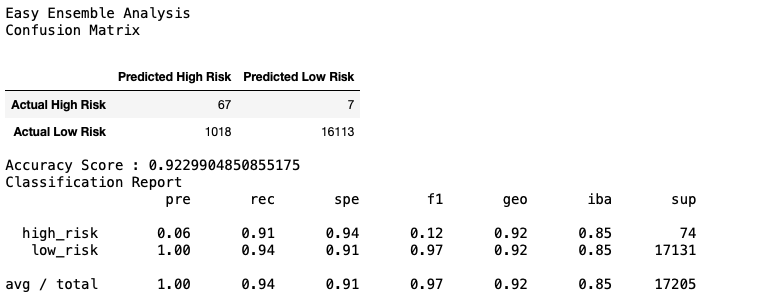 Easy Ensemble Analysis
Confusion Matrix
Predicted High Risk Predicted Low Risk
Actual High Risk 67 7
Actual Low Risk 1018 16113
Accuracy Score : 0.9229904850855175
Classification Report
pre rec spe f1 geo iba sup
high_risk 0.06 0.91 0.94 0.12 0.92 0.85 74
low_risk 1.00 0.94 0.91 0.97 0.92 0.85 17131
avg / total 1.00 0.94 0.91 0.97 0.92 0.85 17205